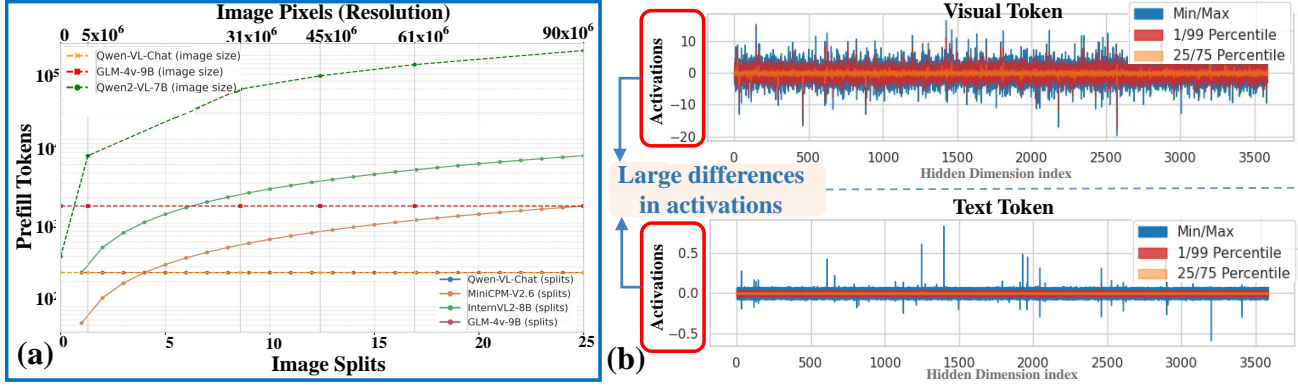 Image Pixels (Resolution)
0 5x10⁶ 31x10⁶ 45x10⁶ 61x10⁶ 90x10⁶
Qwen-VL-Chat (image size)
GLM-4v-9B (image size)
Qwen2-VL-7B (image size)
Prefill Tokens
Qwen-VL-Chat (splits)
MiniCPM-V2.6 (splits)
InternVL2-8B (splits)
GLM-4v-9B (splits)
0 5 10 15 20 25
Image Splits
(a)
Visual Token
Activations
10
0
−10
−20
Min/Max
1/99 Percentile
25/75 Percentile
0 500 1000 1500 2000 2500 3000 3500
Hidden Dimension index
Large differences
in activations
Text Token
Activations
0.5
0.0
−0.5
Min/Max
1/99 Percentile
25/75 Percentile
0 500 1000 1500 2000 2500 3000 3500
Hidden Dimension index
(b)